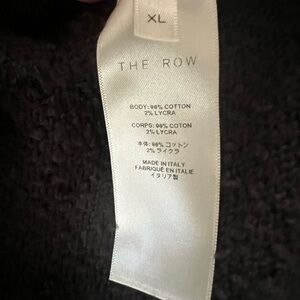 XL
THE ROW
BODY: 98% COTTON
2% LYCRA
CORPS: 98% COTON
2% LYCRA
本体: 98% コットン
2% ライクラ
MADE IN ITALY
FABRIQUÉ EN ITALIE
イタリア製